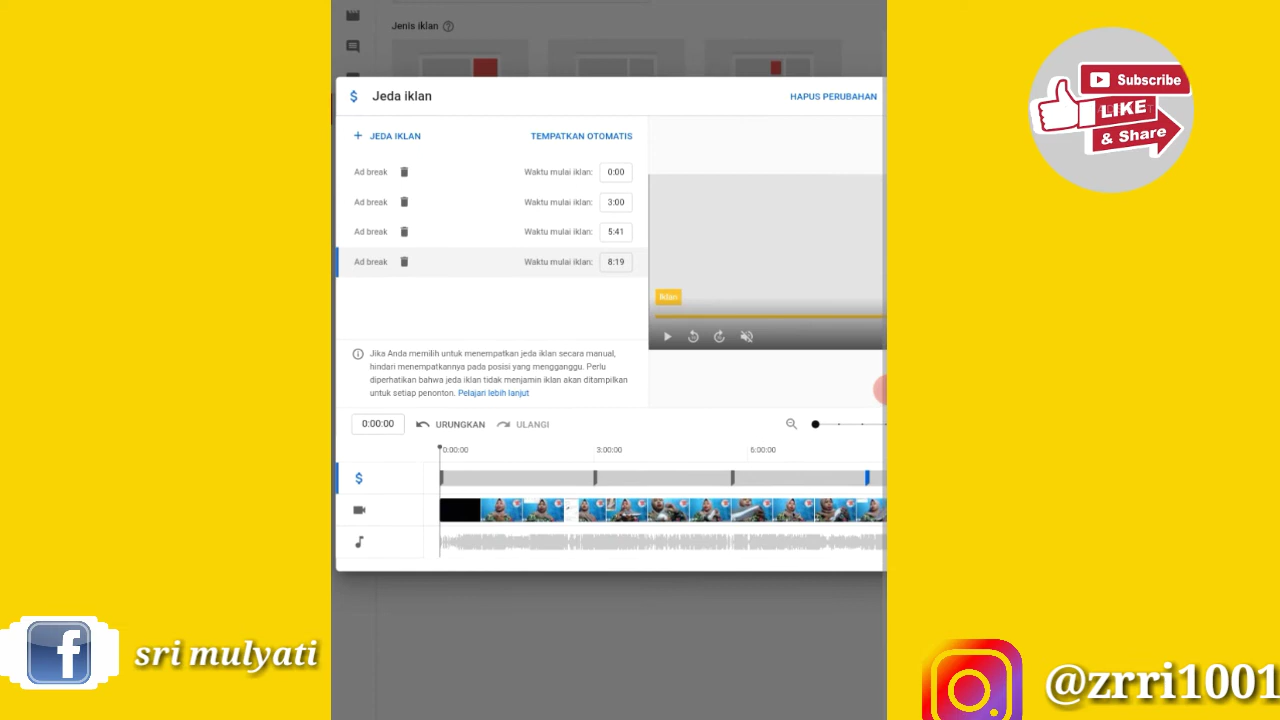 Jenis iklan
Jeda iklan
HAPUS PERUBAHAN
+ JEDA IKLAN
TEMPATKAN OTOMATIS
Ad break Waktu mulai iklan: 0:00
Ad break Waktu mulai iklan: 3:00
Ad break Waktu mulai iklan: 5:41
Ad break Waktu mulai iklan: 8:19
Iklan
Jika Anda memilih untuk menempatkan jeda iklan secara manual,
hindari menempatkannya pada posisi yang mengganggu. Perlu
diperhatikan bahwa jeda iklan tidak menjamin iklan akan ditampilkan
untuk setiap penonton. Pelajari lebih lanjut
0:00:00 URUNGKAN ULANGI
0:00:00 3:00:00 6:00:00
Subscribe
LIKE
& Share
sri mulyati
@zrri1001